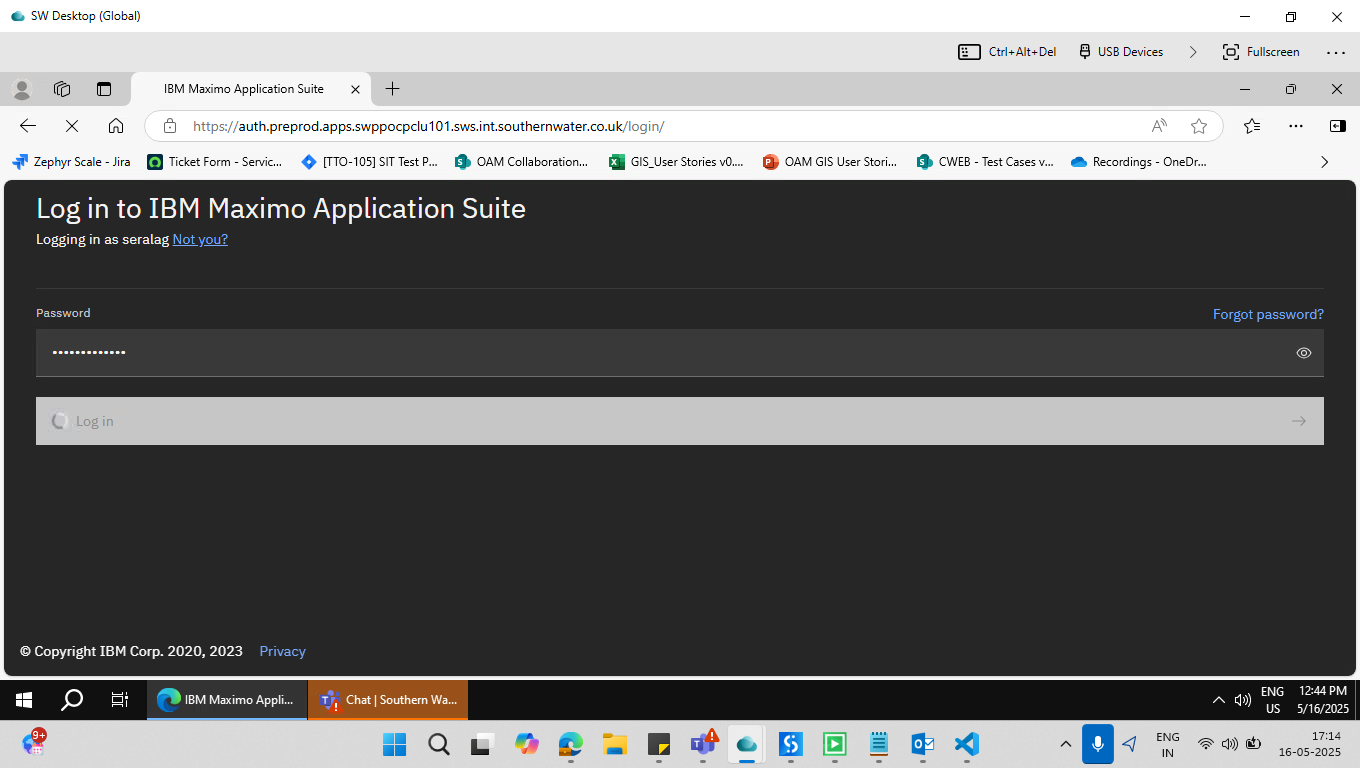 SW Desktop (Global)
Ctrl+Alt+Del
USB Devices
Fullscreen
IBM Maximo Application Suite
https://auth.preprod.apps.swppocpclu101.sws.int.southernwater.co.uk/login/
Zephyr Scale - Jira
Ticket Form - Servic...
[TTO-105] SIT Test P...
OAM Collaboration...
GIS_User Stories v0....
OAM GIS User Stori...
CWEB - Test Cases v...
Recordings - OneDr...
Log in to IBM Maximo Application Suite
Logging in as seralag Not you?
Password
Forgot password?
Log in
© Copyright IBM Corp. 2020, 2023 Privacy
IBM Maximo Appli...
Chat | Southern Wa...
ENG
US
12:44 PM
5/16/2025
9+
ENG
IN
17:14
16-05-2025